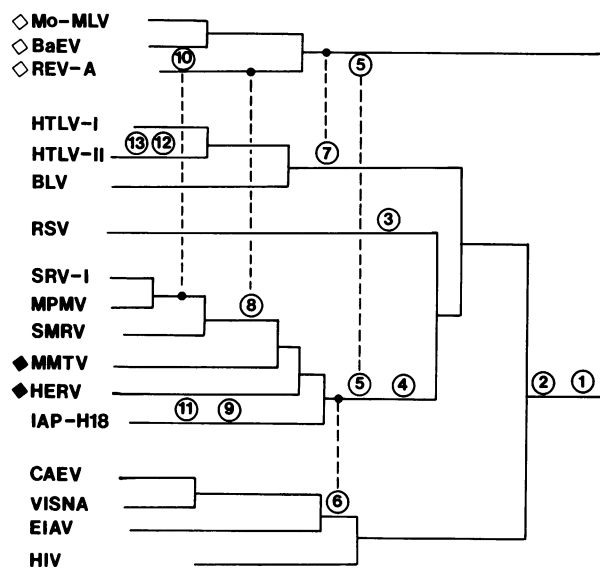 ◇ Mo-MLV
◇ BaEV
10
◇ REV-A
5
HTLV-I
13 12
7
HTLV-II
BLV
3
RSV
SRV-I
MPMV
8
SMRV
◆ MMTV
5 4 2 1
◆ HERV
11 9
IAP-H18
CAEV
6
VISNA
EIAV
HIV